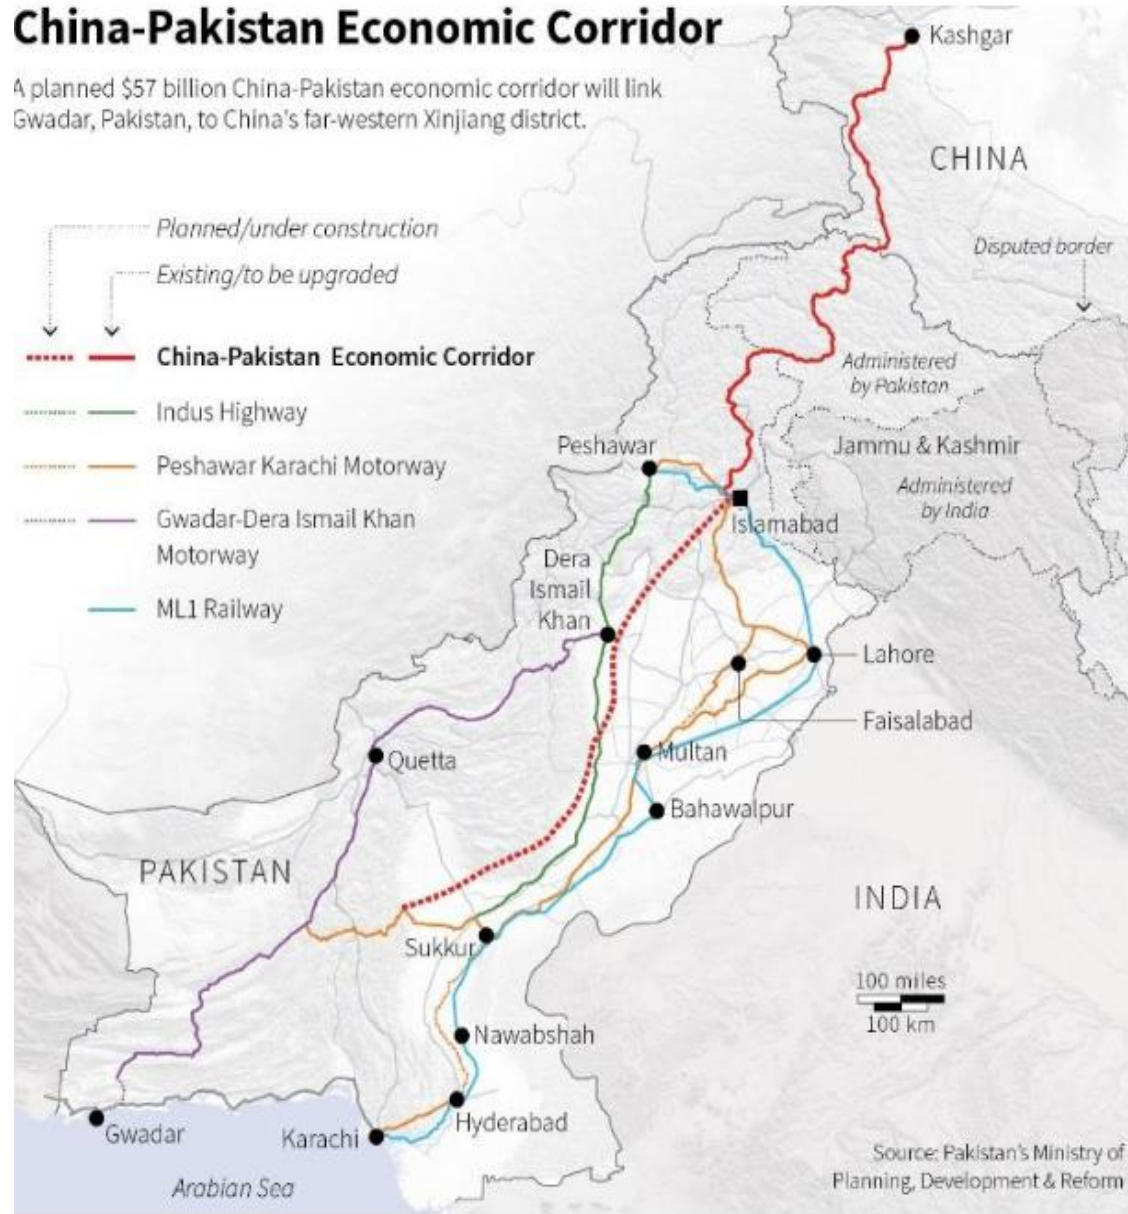 China-Pakistan Economic Corridor
A planned $57 billion China-Pakistan economic corridor will link
Gwadar, Pakistan, to China's far-western Xinjiang district.
Planned/under construction
Existing/to be upgraded
China-Pakistan Economic Corridor
Indus Highway
Peshawar Karachi Motorway
Gwadar-Dera Ismail Khan
Motorway
ML1 Railway
Kashgar
CHINA
Disputed border
Administered
by Pakistan
Jammu & Kashmir
Administered
by India
Peshawar
Islamabad
Dera
Ismail
Khan
Lahore
Faisalabad
Multan
Quetta
Bahawalpur
PAKISTAN
INDIA
Sukkur
100 miles
100 km
Nawabshah
Hyderabad
Gwadar
Karachi
Arabian Sea
Source: Pakistan's Ministry of
Planning, Development & Reform